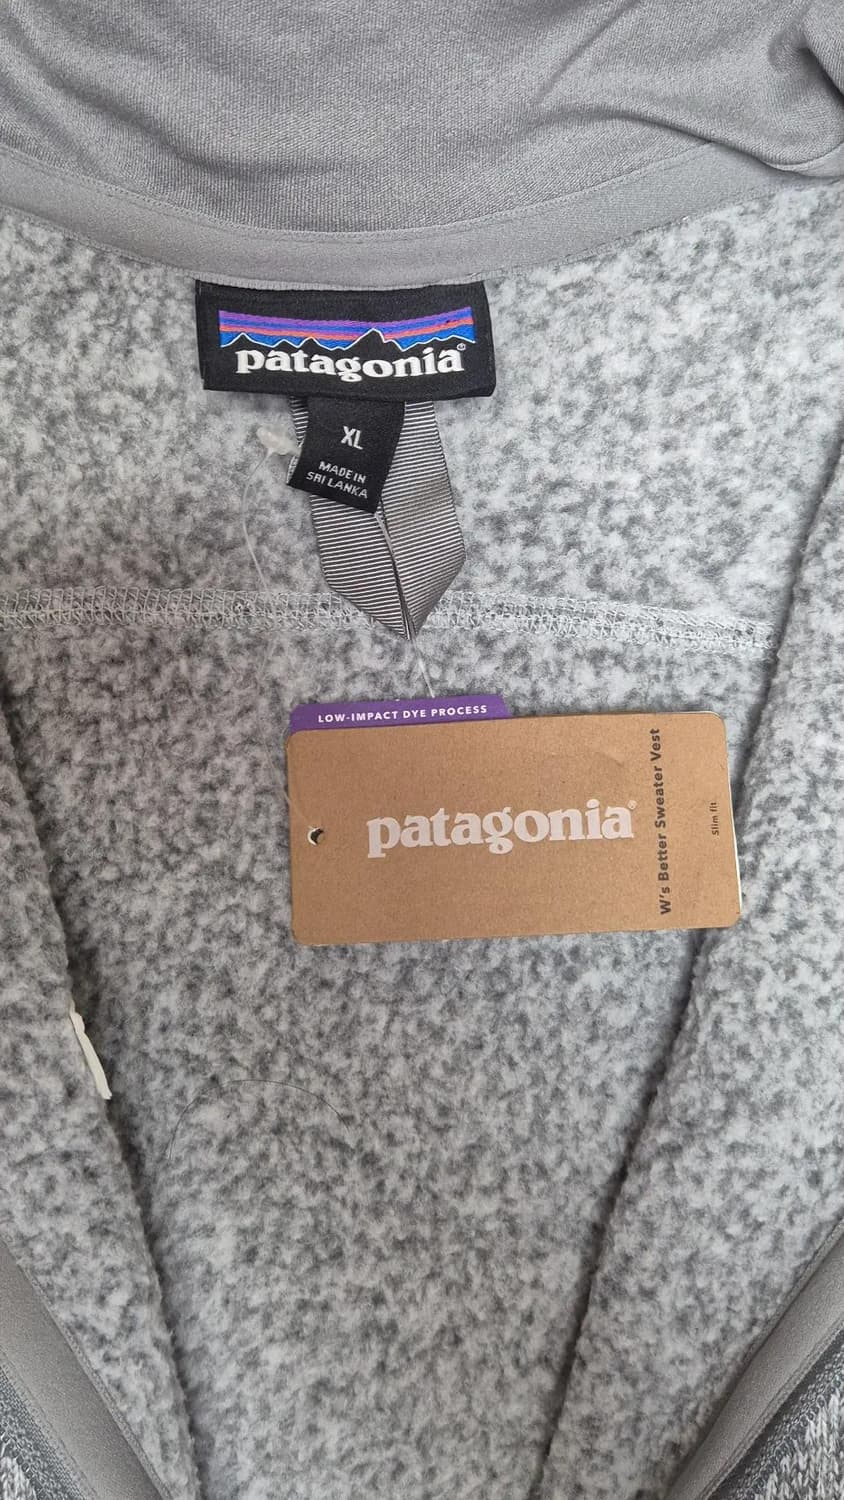 patagonia®
XL
MADE IN
SRI LANKA
LOW-IMPACT DYE PROCESS
patagonia®
W's Better Sweater Vest
Slim fit